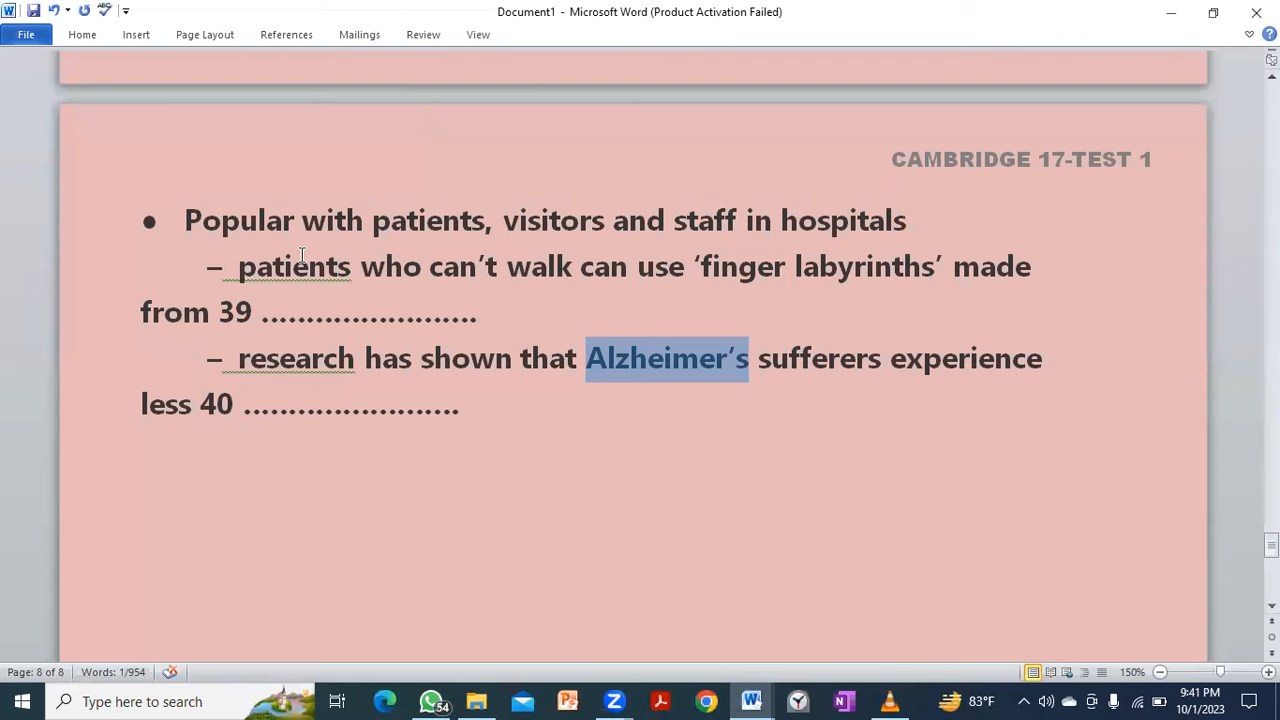 Document1 - Microsoft Word (Product Activation Failed)
File Home Insert Page Layout References Mailings Review View
CAMBRIDGE 17-TEST 1
● Popular with patients, visitors and staff in hospitals
– patients who can’t walk can use ‘finger labyrinths’ made
from 39 ........................
– research has shown that Alzheimer’s sufferers experience
less 40 ........................
Page: 8 of 8 Words: 1/954 150%
Type here to search 54 83°F 9:41 PM
10/1/2023